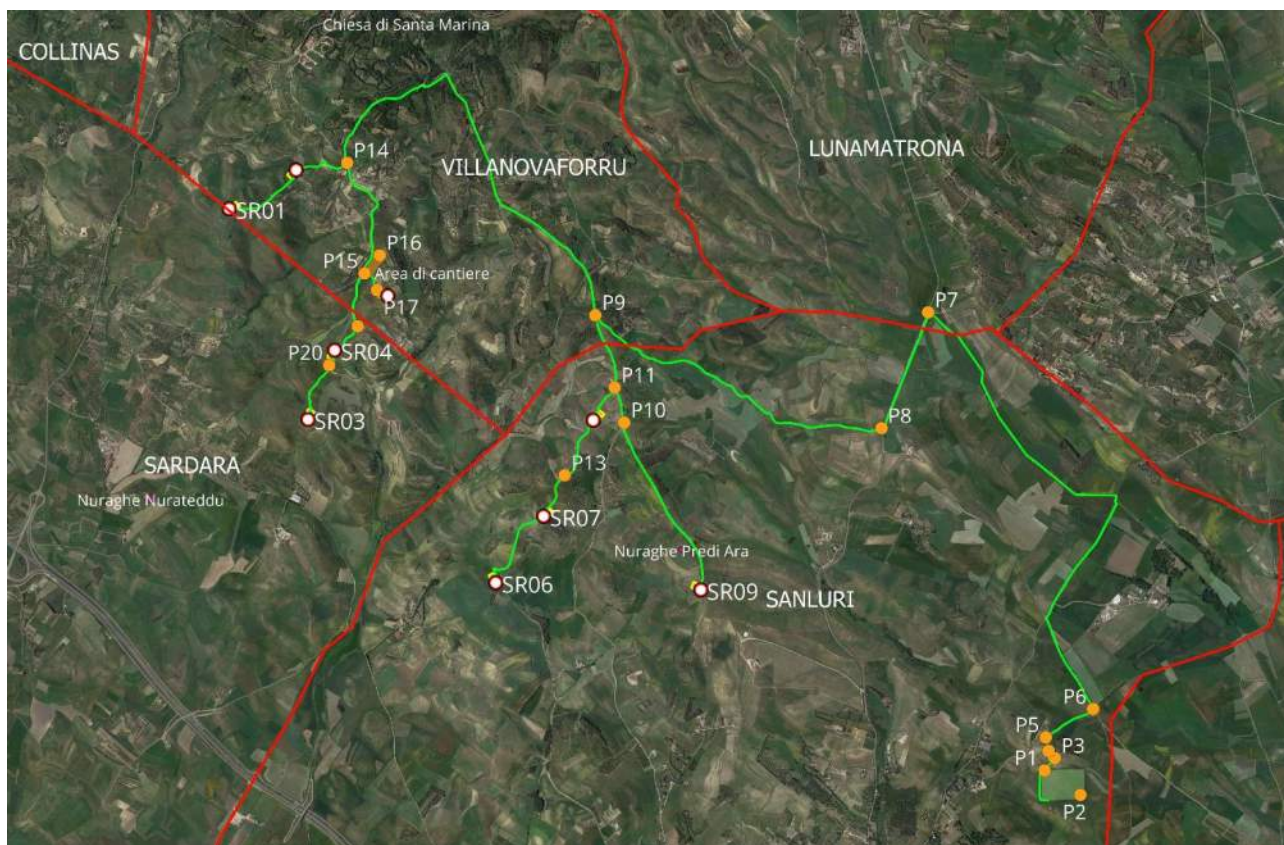 Chiesa di Santa Marina
COLLINAS
LUNAMATRONA
P14
VILLANOVAFORRU
SR01
P16
P15
Area di cantiere
P17
P9
P7
SR04
P20
P11
P10
P8
SR03
SARDARA
P13
Nuraghe Nurateddu
SR07
Nuraghe Predi Ara
SR06
SR09
SANLURI
P6
P5
P3
P1
P2